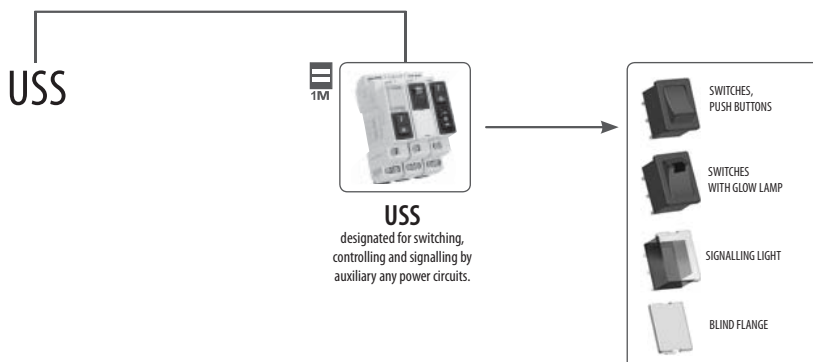 USS
1M
USS
designated for switching,
controlling and signalling by
auxiliary any power circuits.
SWITCHES,
PUSH BUTTONS
SWITCHES
WITH GLOW LAMP
SIGNALLING LIGHT
BLIND FLANGE